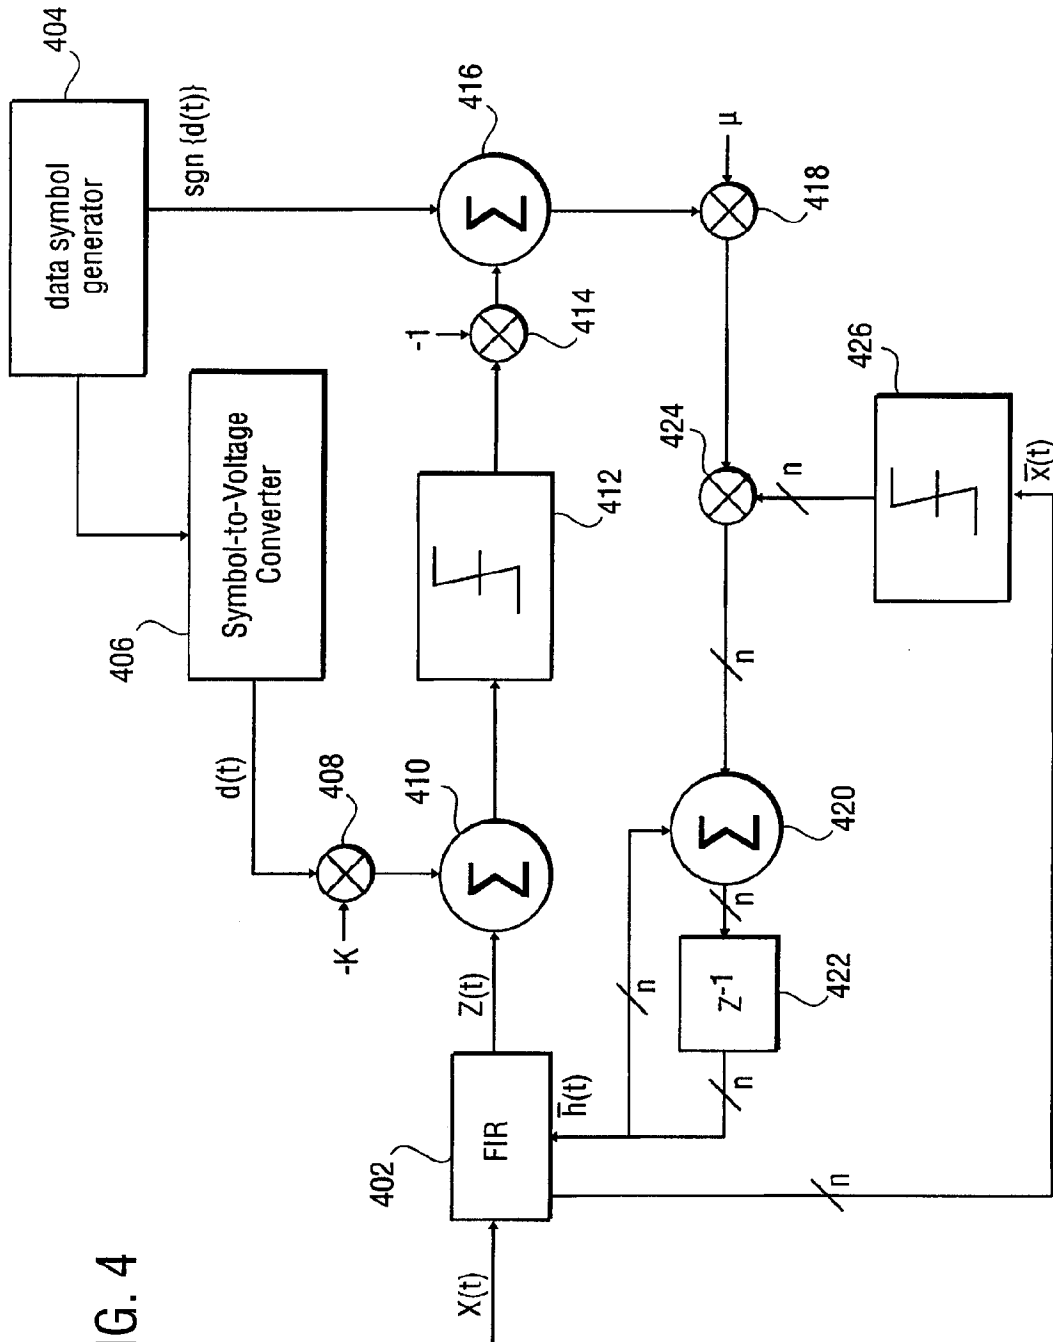 404
data symbol
generator
406
Symbol-to-Voltage
Converter
sgn {d(t)}
d(t)
408
-K
410
-1
416
IG. 4
402
X(t)
FIR
Z(t)
Σ
412
414
Σ
h̅(t)
n
n
Z-1
422
n
n
Σ
420
n
424
μ
418
n
426
x̅(t)
n